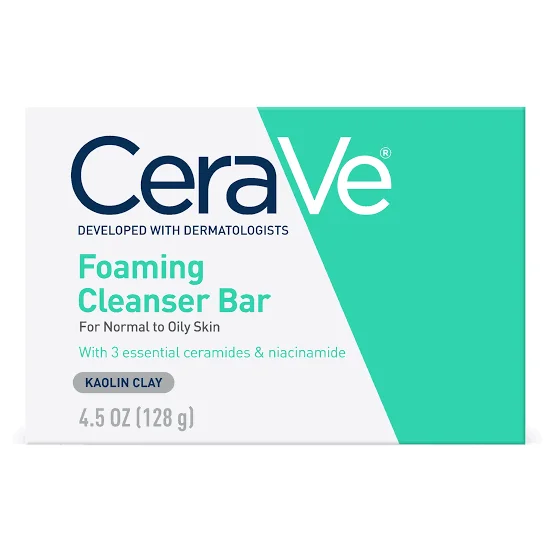 CeraVe®
DEVELOPED WITH DERMATOLOGISTS
Foaming
Cleanser Bar
For Normal to Oily Skin
With 3 essential ceramides & niacinamide
KAOLIN CLAY
4.5 OZ (128 g)